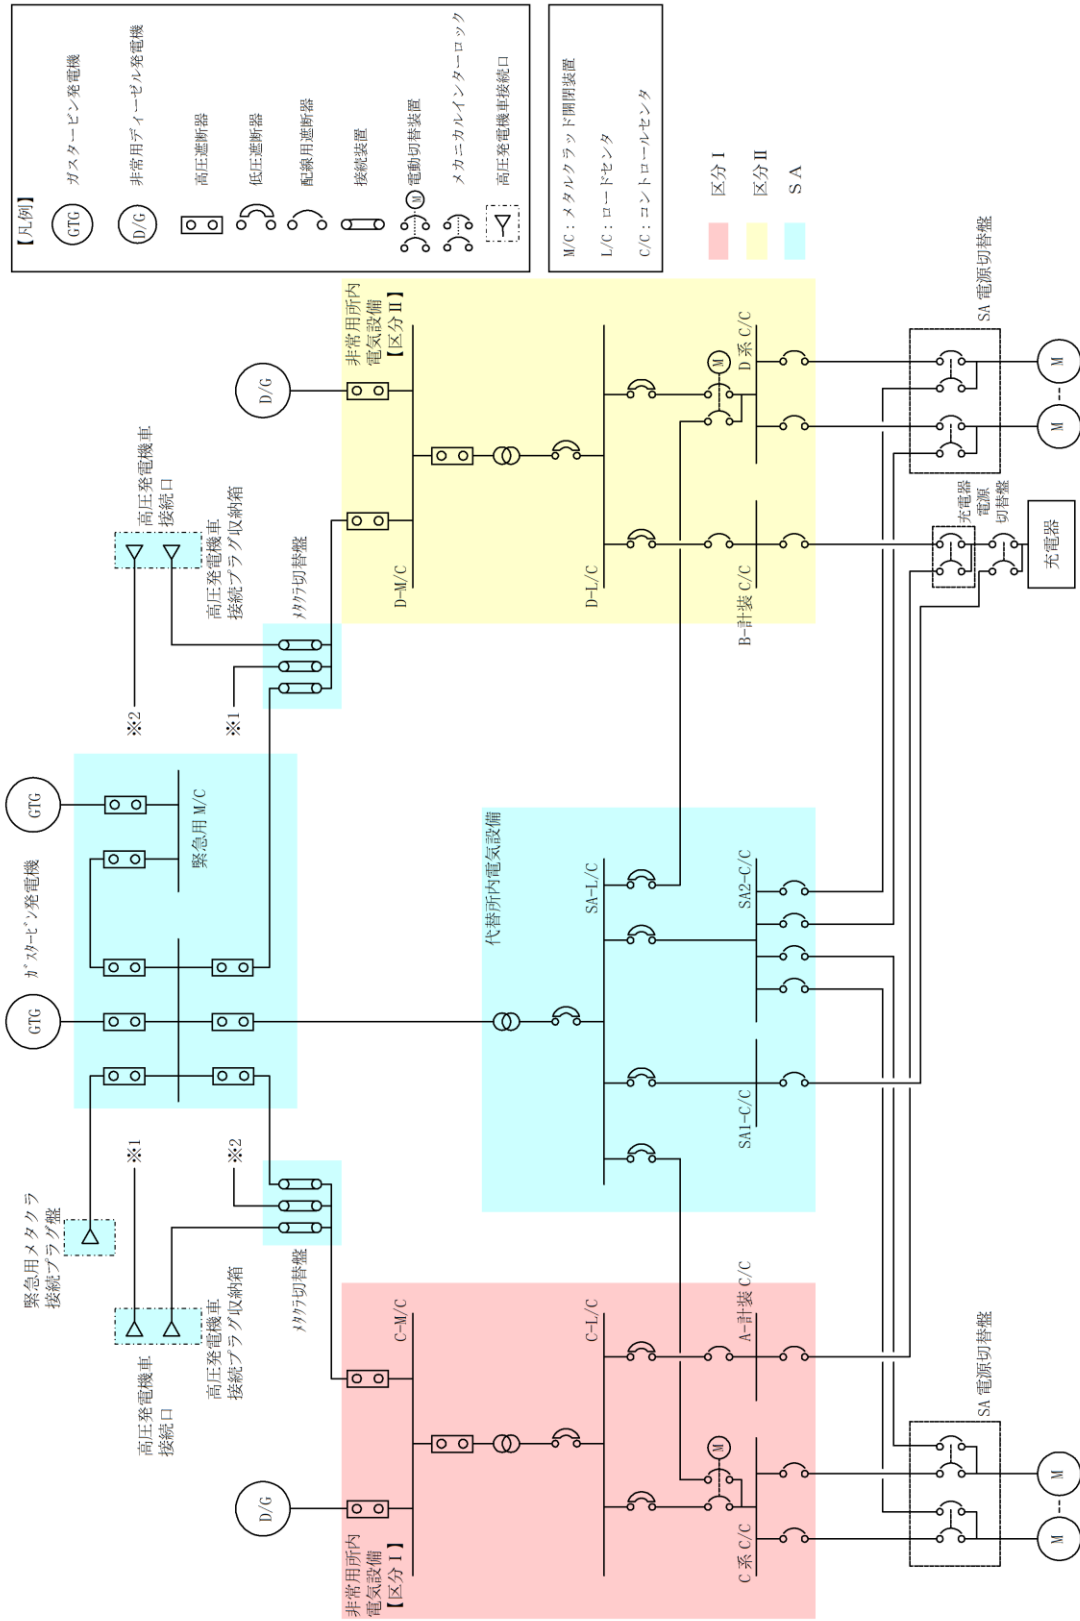 【凡例】
GTG ガスタービン発電機
D/G 非常用ディーゼル発電機
高圧遮断器
低圧遮断器
配線用遮断器
接続装置
M 電動切替装置
メカニカルインターロック
高圧発電機車接続口
M/C：メタルクラッド開閉装置
L/C：ロードセンタ
C/C：コントロールセンタ
区分Ⅰ
区分Ⅱ
SA
緊急用メタクラ
接続プラグ盤
GTG
ガスタービン発電機
GTG
緊急用 M/C
高圧発電機車
接続口
※1
※2
高圧発電機車
接続プラグ収納箱
メタクラ切替盤
高圧発電機車
接続口
※2
※1
高圧発電機車
接続プラグ収納箱
メタクラ切替盤
D/G
非常用所内
電気設備
【区分Ⅰ】
C-M/C
C-L/C
M
C系 C/C
A-計装 C/C
代替所内電気設備
SA-L/C
SA1-C/C
SA2-C/C
D/G
非常用所内
電気設備
【区分Ⅱ】
D-M/C
D-L/C
M
B-計装 C/C
D系 C/C
SA 電源切替盤
M
M
充電器
電源
切替盤
充電器
SA 電源切替盤
M
M